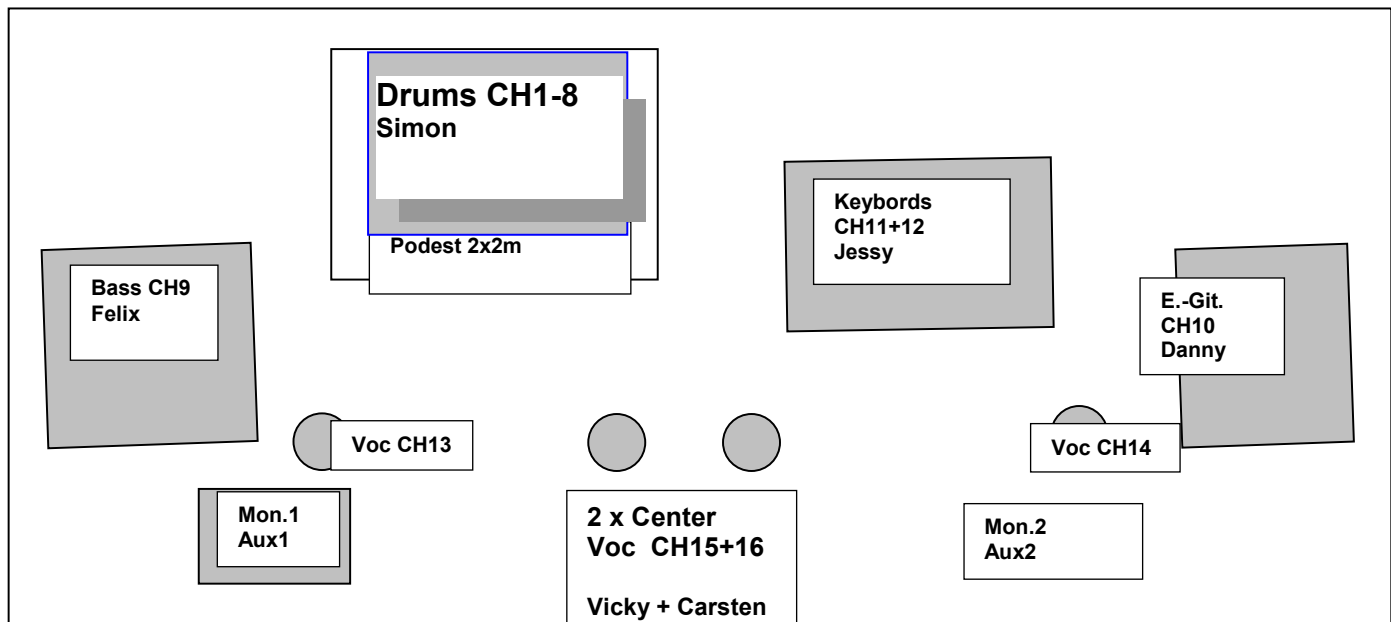 Drums CH1-8
Simon
Podest 2x2m
Keybords
CH11+12
Jessy
Bass CH9
Felix
E.-Git.
CH10
Danny
Voc CH13
Voc CH14
Mon.1
Aux1
2 x Center
Voc  CH15+16
Vicky + Carsten
Mon.2
Aux2